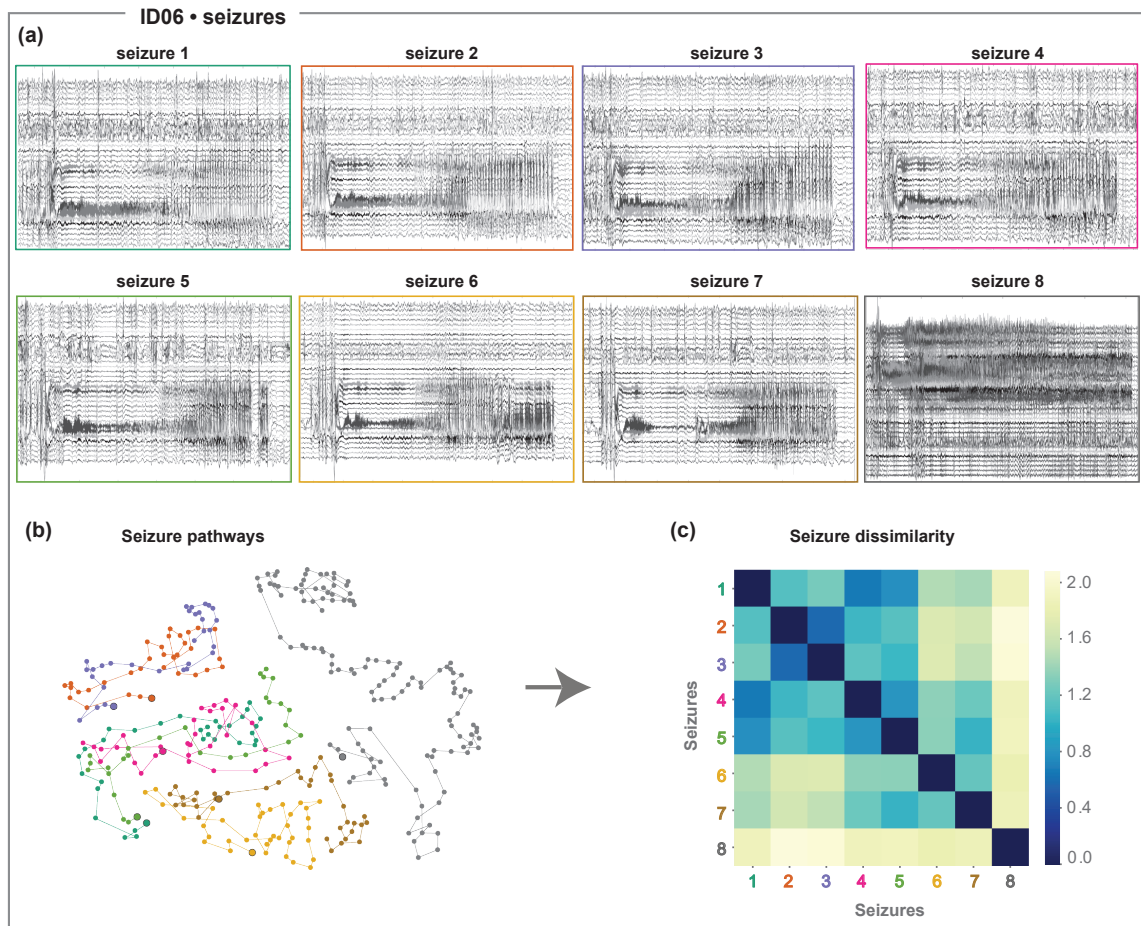 ID06 • seizures
(a)
seizure 1
seizure 2
seizure 3
seizure 4
seizure 5
seizure 6
seizure 7
seizure 8
(b)
Seizure pathways
(c)
Seizure dissimilarity
Seizures
1
2
3
4
5
6
7
8
1 2 3 4 5 6 7 8
Seizures
2.0
1.6
1.2
0.8
0.4
0.0